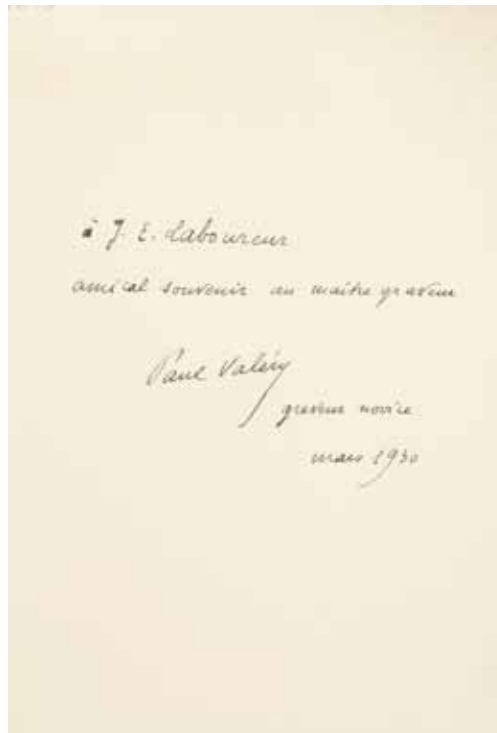 à J. E. Laboureur
amical souvenir au maître graveur
Paul Valéry
graveur novice
mars 1930